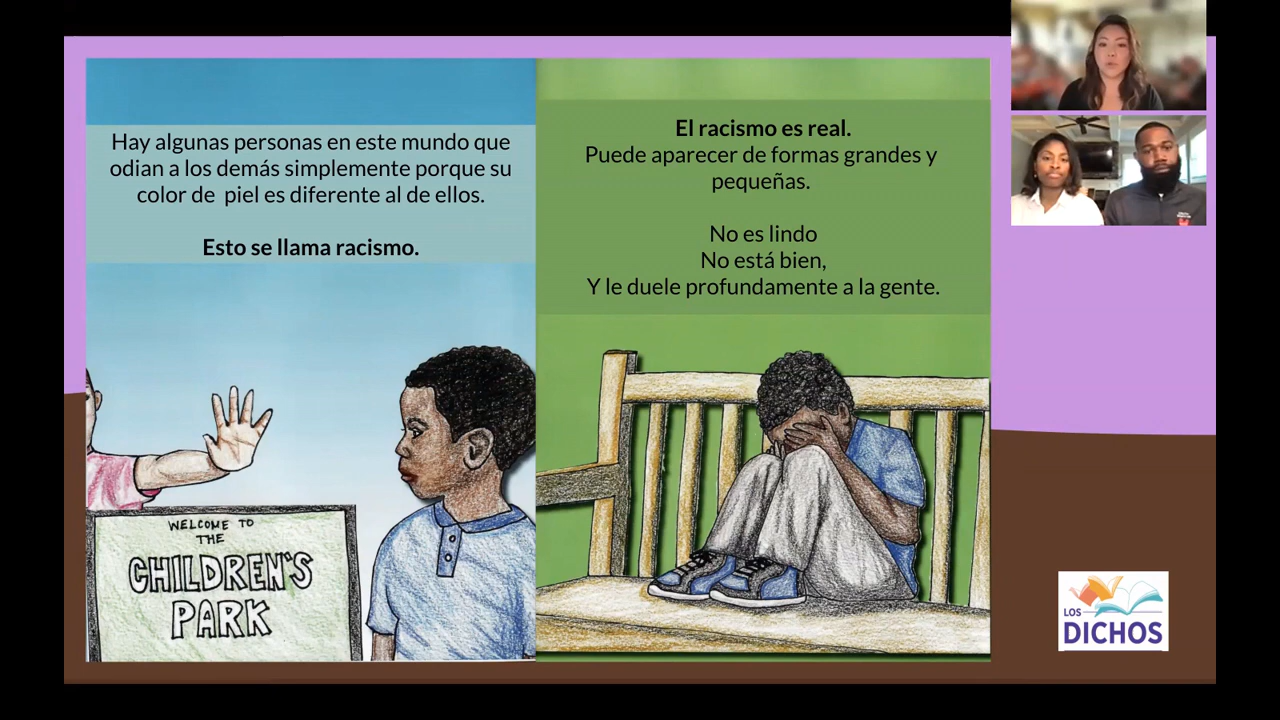 Hay algunas personas en este mundo que
odian a los demás simplemente porque su
color de piel es diferente al de ellos.
Esto se llama racismo.
WELCOME TO
THE
CHILDREN'S
PARK
El racismo es real.
Puede aparecer de formas grandes y
pequeñas.
No es lindo
No está bien,
Y le duele profundamente a la gente.
LOS
DICHOS